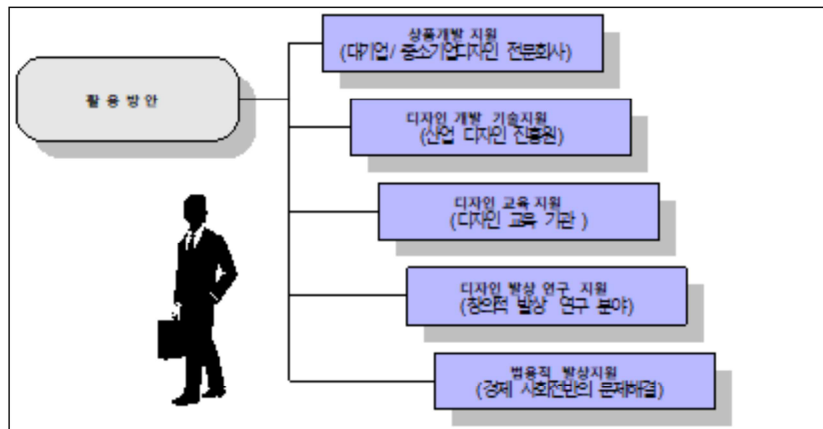 활 용 방 안
상품개발 지원
(대기업 / 중소기업디자인 전문회사)
디자인 개발 기술지원
(산업 디자인 진흥원)
디자인 교육 지원
(디자인 교육 기관 )
디자인 발상 연구 지원
(창의적 발상 연구 분야)
범용적 발상지원
(경제 사회전반의 문제해결)